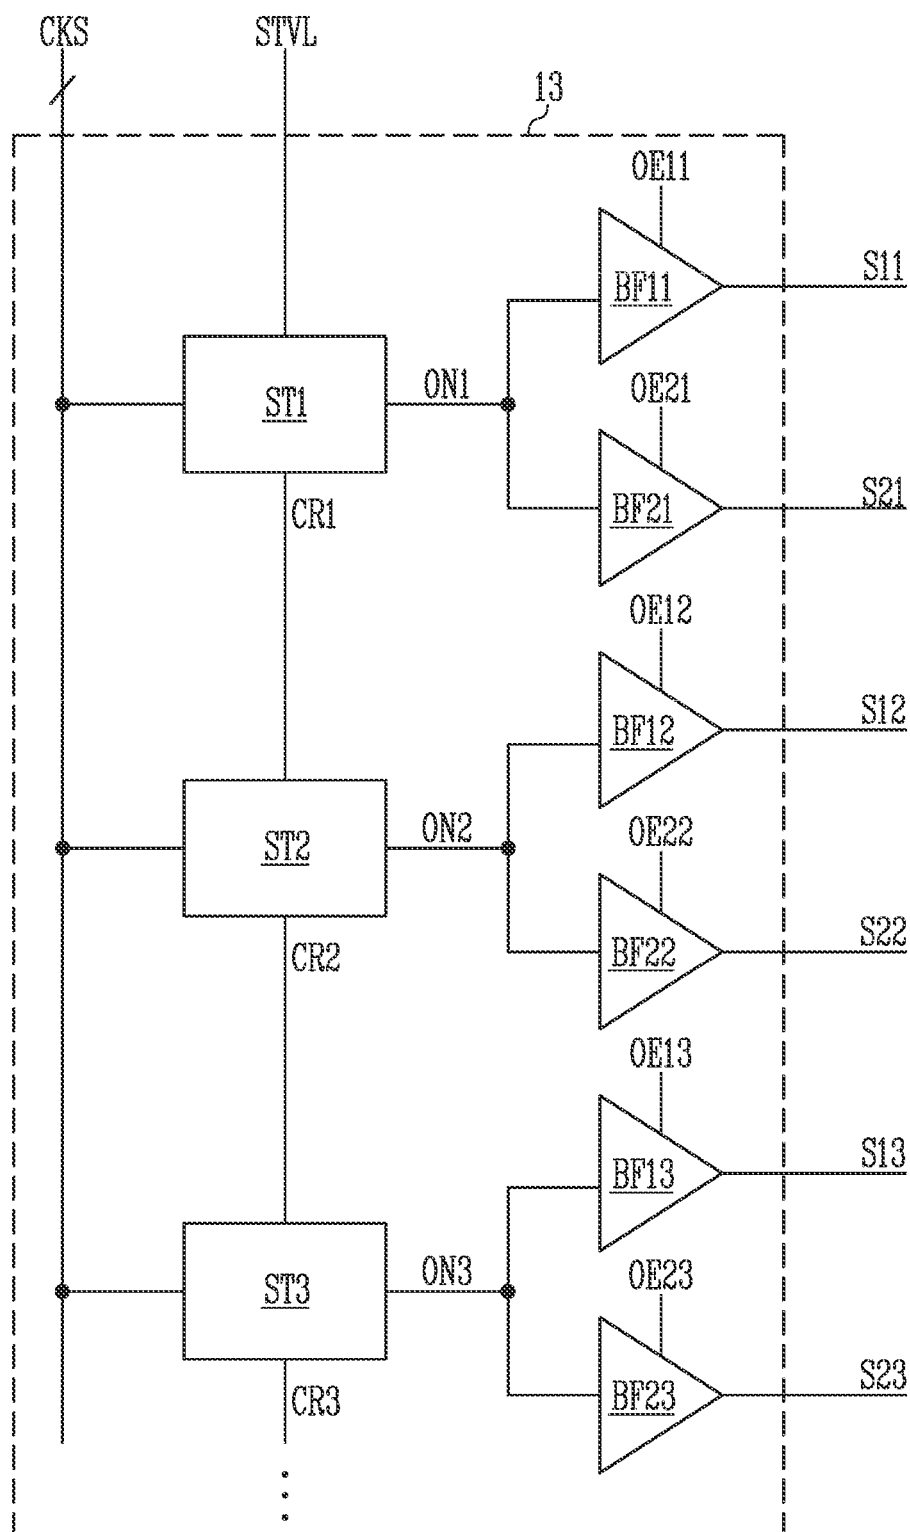 CKS
STVL
13
OE11
BF11
S11
ST1
ON1
OE21
BF21
S21
CR1
OE12
BF12
S12
ST2
ON2
OE22
BF22
S22
CR2
OE13
BF13
S13
ST3
ON3
OE23
BF23
S23
CR3